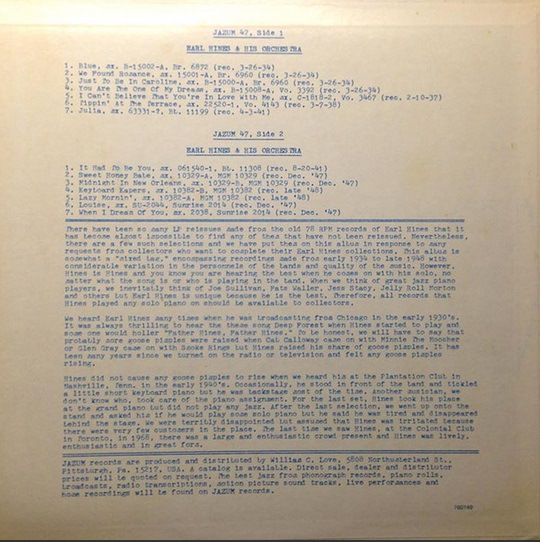 JAZUM 47, Side 1
EARL HINES & HIS ORCHESTRA
1. Blue, mx. B-15002-A, Br. 6872 (rec. 3-26-34)
2. We Found Romance, mx. 15001-A, Br. 6960 (rec. 3-26-34)
3. Just To Be In Caroline, mx. B-15000-A, Br. 6960 (rec. 3-26-34)
4. You Are The One Of My Dreams, mx. B-15008-A, Vo. 3392 (rec. 3-26-34)
5. I Can't Believe That You're In Love With Me, mx. C-1818-2, Vo. 3467 (rec. 2-10-37)
6. Pippin' At The Terrace, mx. 22520-1, Vo. 4143 (rec. 3-7-38)
7. Julia, mx. 63331-?, Bb. 11199 (rec. 4-3-41)
JAZUM 47, Side 2
EARL HINES & HIS ORCHESTRA
1. It Had To Be You, mx. 061540-1, Bb. 11308 (rec. 8-20-41)
2. Sweet Honey Babe, mx. 10329-A, MGM 10329 (rec. Dec. '47)
3. Midnight In New Orleans, mx. 10329-B, MGM 10329 (rec. Dec. '47)
4. Keyboard Kapers, mx. 10382-B, MGM 10382 (rec. late '48)
5. Lazy Mornin', mx. 10382-A, MGM 10382 (rec. late '48)
6. Louise, mx. SU-2044, Sunrise 2014 (rec. Dec. '47)
7. When I Dream Of You, mx. 2038, Sunrise 2014 (rec. Dec. '47)
There have been so many LP reissues made from the old 78 RPM records of Earl Hines that it
has become almost impossible to find any of them that have not been reissued. Nevertheless,
there are a few such selections and we have put them on this album in response to many
requests from collectors who want to complete their Earl Hines collections. This album is
somewhat a "mixed bag," encompassing recordings made from early 1934 to late 1948 with
considerable variation in the personnels of the bands and quality of the music. However,
Hines is Hines and you know you are hearing the best when he comes on with his solo, no
matter what the song is or who is playing in the band. When we think of great jazz piano
players, we inevitably think of Joe Sullivan, Fats Waller, Jess Stacy, Jelly Roll Morton
and others but Earl Hines is unique because he is the best. Therefore, all records that
Hines played any solo piano on should be available to collectors.
We heard Earl Hines many times when he was broadcasting from Chicago in the early 1930's.
It was always thrilling to hear the theme song Deep Forest when Hines started to play and
some one would holler "Father Hines, Father Hines." To be honest, we will have to say that
probably more goose pimples were raised when Cab Calloway came on with Minnie The Moocher
or Glen Gray came on with Smoke Rings but Hines raised his share of goose pimples. It has
been many years since we turned on the radio or television and felt any goose pimples
rising.
Hines did not cause any goose pimples to rise when we heard him at the Plantation Club in
Nashville, Tenn. in the early 1940's. Occasionally, he stood in front of the band and tickled
a little short keyboard piano but he was backstage most of the time. Another musician, we
don't know who, took care of the piano assignment. For the last set, Hines took his place
at the grand piano but did not play any jazz. After the last selection, we went up onto the
stand and asked him if he would play some solo piano but he said he was tired and disappeared
behind the stage. We were terribly disappointed but assumed that Hines was irritated because
there were very few customers in the place. The last time we saw Hines, at the Colonial Club
in Toronto, in 1968, there was a large and enthusiastic crowd present and Hines was lively,
enthusiastic and in great form.
JAZUM records are produced and distributed by William C. Love, 5808 Northumberland St.,
Pittsburgh, Pa. 15217, USA. A catalog is available. Direct sale, dealer and distributor
prices will be quoted on request. The best jazz from phonograph records, piano rolls,
broadcasts, radio transcriptions, motion picture sound tracks, live performances and
home recordings will be found on JAZUM records.